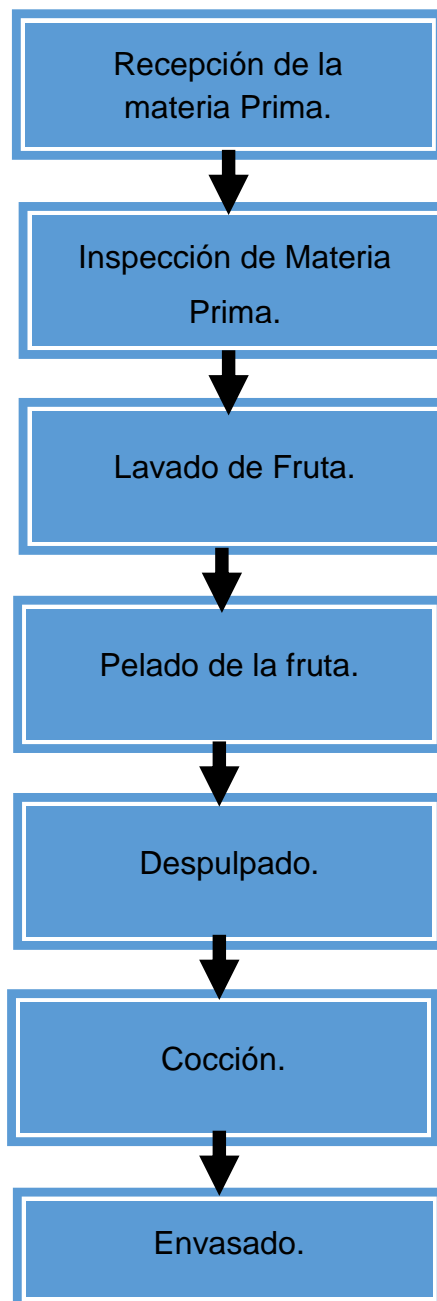 Recepción de la
materia Prima.
Inspección de Materia
Prima.
Lavado de Fruta.
Pelado de la fruta.
Despulpado.
Cocción.
Envasado.